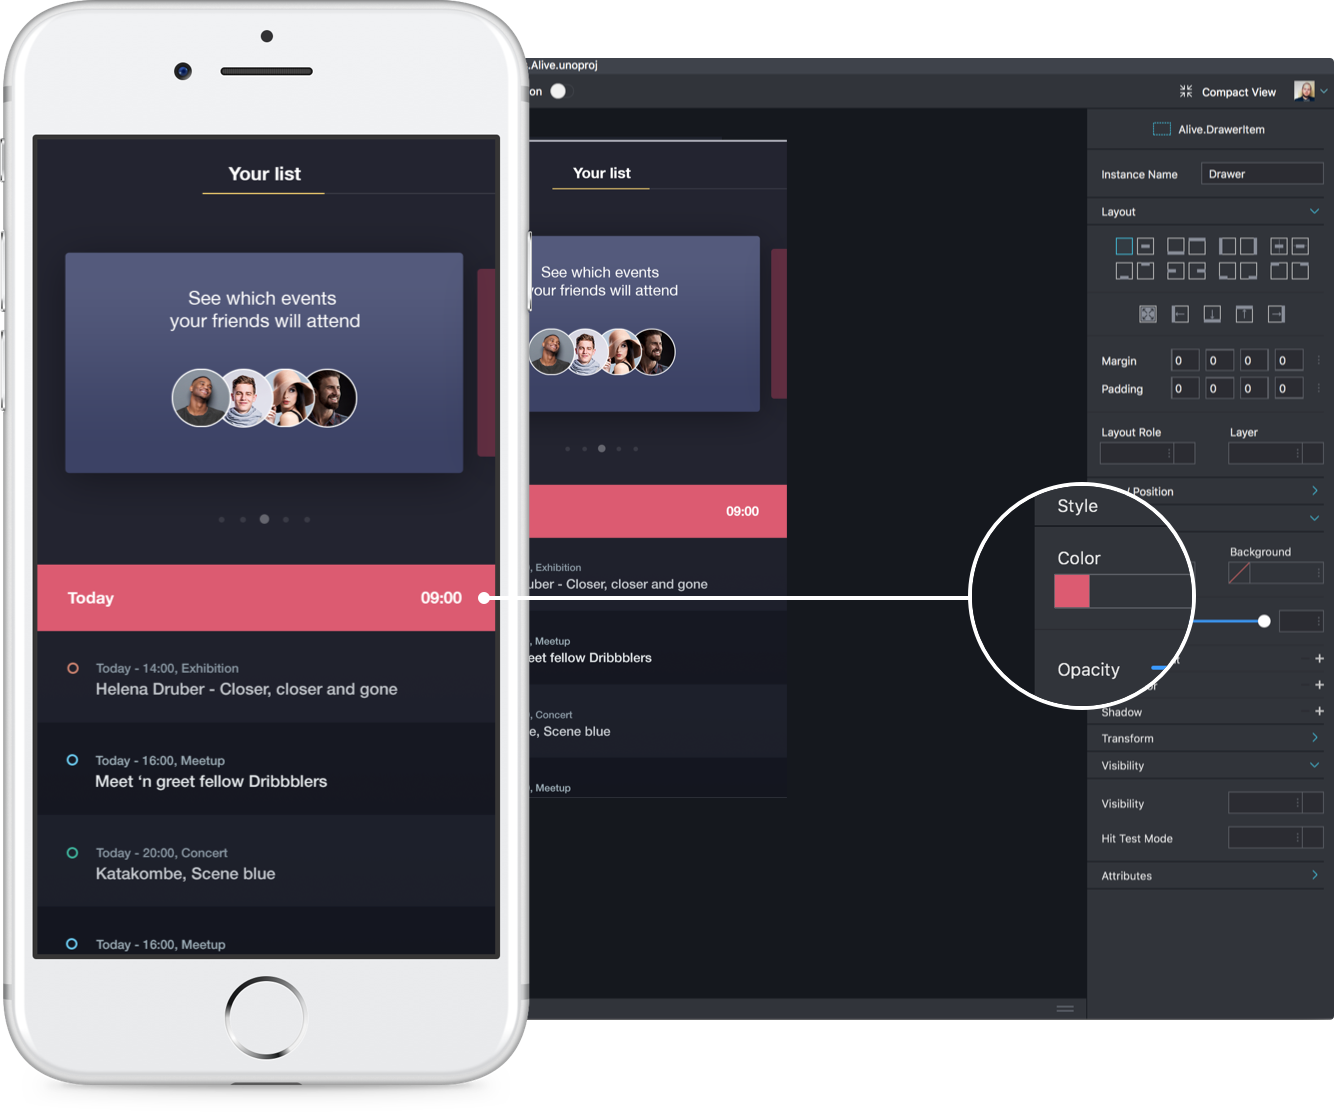 Your list
See which events
your friends will attend
Today 09:00
Today - 14:00, Exhibition
Helena Druber - Closer, closer and gone
Today - 16:00, Meetup
Meet ‘n greet fellow Dribbblers
Today - 20:00, Concert
Katakombe, Scene blue
Today - 16:00, Meetup
.Alive.unoproj
on
Compact View
Your list
See which events
your friends will attend
09:00
, Exhibition
uber - Closer, closer and gone
, Meetup
eet fellow Dribbblers
, Concert
e, Scene blue
, Meetup
Alive.DrawerItem
Instance Name Drawer
Layout
Margin 0 0 0 0
Padding 0 0 0 0
Layout Role Layer
/ Position
Style
Color
Background
Opacity
Shadow
Transform
Visibility
Visibility
Hit Test Mode
Attributes